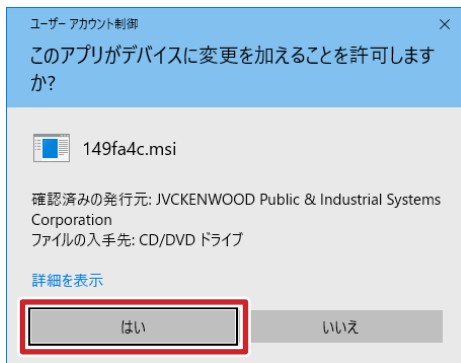 ユーザー アカウント制御
このアプリがデバイスに変更を加えることを許可します
か?
149fa4c.msi
確認済みの発行元: JVCKENWOOD Public & Industrial Systems
Corporation
ファイルの入手先: CD/DVD ドライブ
詳細を表示
はい
いいえ